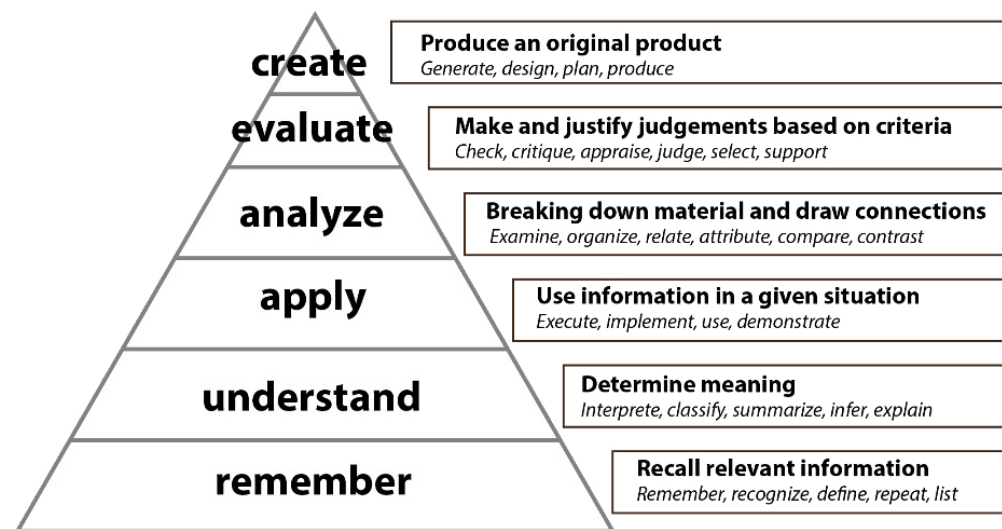 create
Produce an original product
Generate, design, plan, produce
evaluate
Make and justify judgements based on criteria
Check, critique, appraise, judge, select, support
analyze
Breaking down material and draw connections
Examine, organize, relate, attribute, compare, contrast
apply
Use information in a given situation
Execute, implement, use, demonstrate
understand
Determine meaning
Interprete, classify, summarize, infer, explain
remember
Recall relevant information
Remember, recognize, define, repeat, list